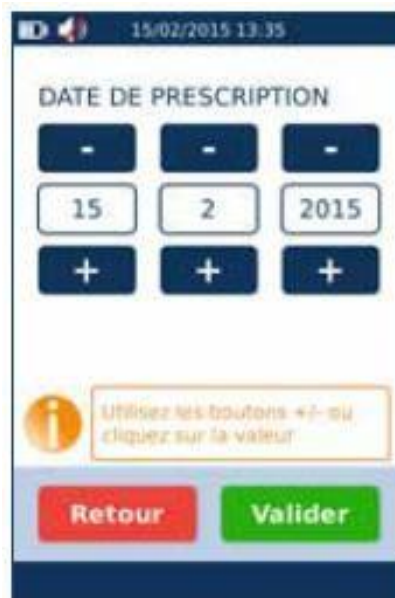 15/02/2015 13:35
DATE DE PRESCRIPTION
- - -
15 2 2015
+ + +
Utilisez les boutons +/- ou
cliquez sur la valeur
Retour Valider